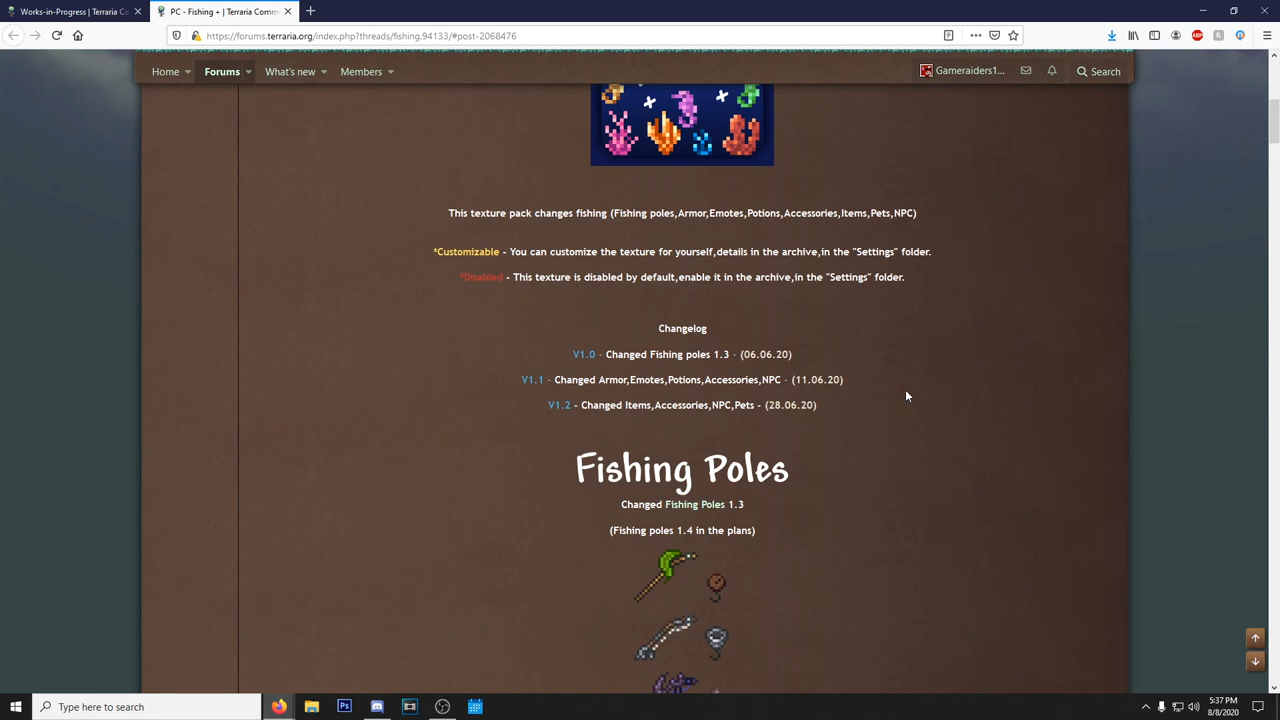 Works-in-Progress | Terraria Co
PC - Fishing + | Terraria Comm
https://forums.terraria.org/index.php?threads/fishing.94133/#post-2068476
Home
Forums
What's new
Members
Gameraiders1...
Search
This texture pack changes fishing (Fishing poles,Armor,Emotes,Potions,Accessories,Items,Pets,NPC)
*Customizable - You can customize the texture for yourself,details in the archive,in the "Settings" folder.
*Disabled - This texture is disabled by default,enable it in the archive,in the "Settings" folder.
Changelog
V1.0 - Changed Fishing poles 1.3 - (06.06.20)
V1.1 - Changed Armor,Emotes,Potions,Accessories,NPC - (11.06.20)
V1.2 - Changed Items,Accessories,NPC,Pets - (28.06.20)
Fishing Poles
Changed Fishing Poles 1.3
(Fishing poles 1.4 in the plans)
Type here to search
Ps
5:37 PM
8/8/2020